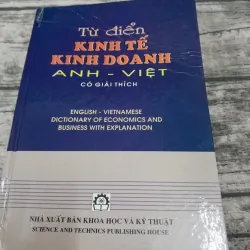 Từ điển
KINH TẾ
KINH DOANH
ANH - VIỆT
CÓ GIẢI THÍCH
ENGLISH - VIETNAMESE
DICTIONARY OF ECONOMICS AND
BUSINESS WITH EXPLANATION
NHÀ XUẤT BẢN KHOA HỌC VÀ KỸ THUẬT
SCIENCE AND TECHNICS PUBLISHING HOUSE